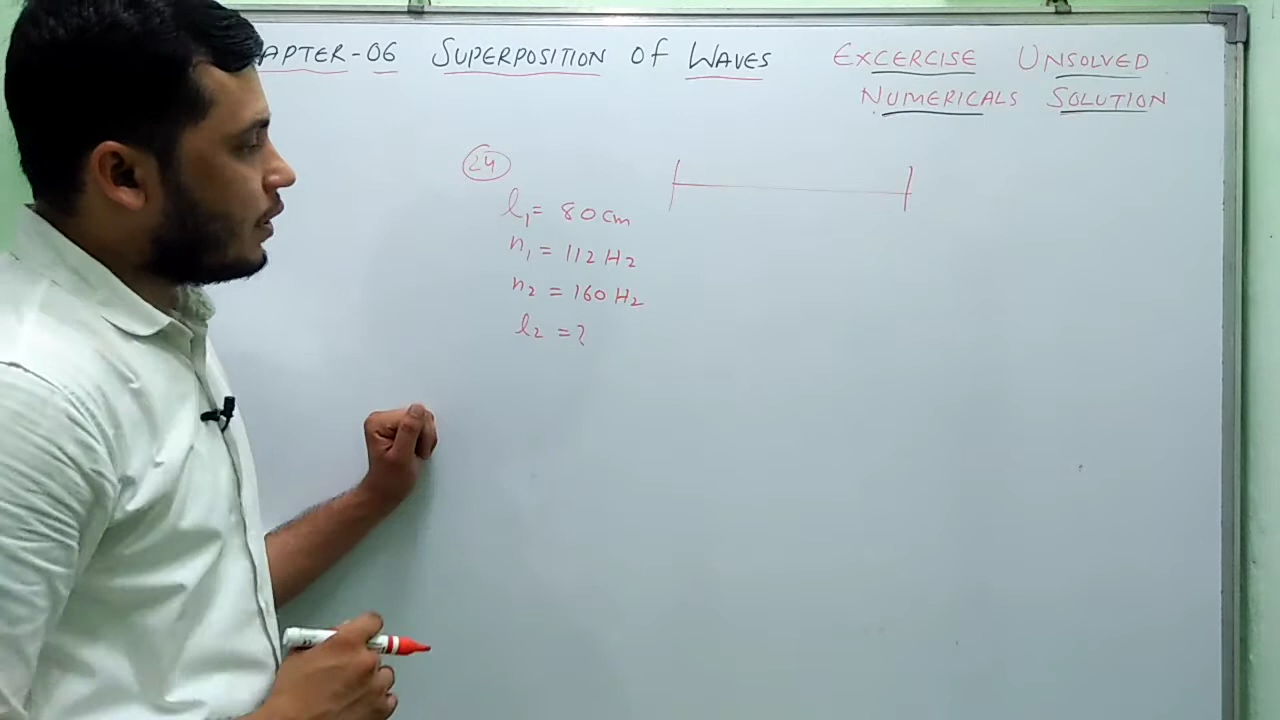 APTER-06 SUPERPOSITION OF WAVES EXCERCISE UNSOLVED
NUMERICALS SOLUTION
24
l₁ = 80 cm
n₁ = 112 Hz
n₂ = 160 Hz
l₂ = ?